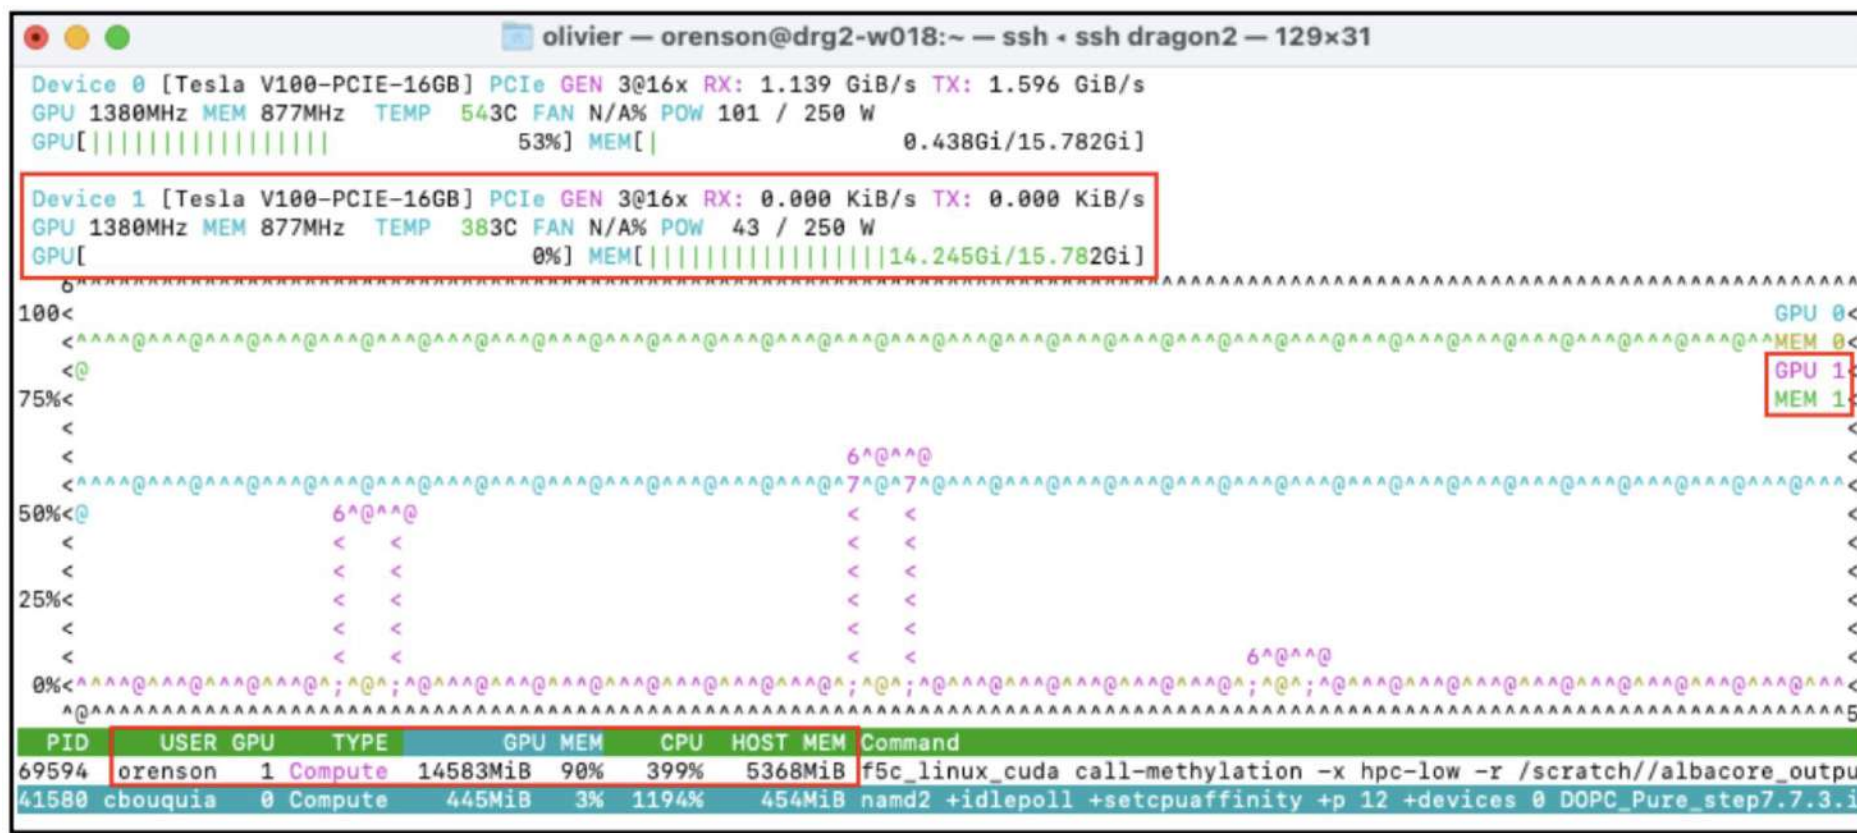 olivier — orenson@drg2-w018:~ — ssh ◂ ssh dragon2 — 129×31
Device 0 [Tesla V100-PCIE-16GB] PCIe GEN 3@16x RX: 1.139 GiB/s TX: 1.596 GiB/s
GPU 1380MHz MEM 877MHz TEMP 543C FAN N/A% POW 101 / 250 W
GPU[||||||||||||||||| 53%] MEM[| 0.438Gi/15.782Gi]
Device 1 [Tesla V100-PCIE-16GB] PCIe GEN 3@16x RX: 0.000 KiB/s TX: 0.000 KiB/s
GPU 1380MHz MEM 877MHz TEMP 383C FAN N/A% POW 43 / 250 W
GPU[ 0%] MEM[|||||||||||||||||14.245Gi/15.782Gi]
100< GPU 0<
MEM 0<
<@ GPU 1<
75%< MEM 1<
6^@^^@
50%<@ 6^@^^@ < <
25%< < < < <
6^@^^@
0%<
PID USER GPU TYPE GPU MEM CPU HOST MEM Command
69594 orenson 1 Compute 14583MiB 90% 399% 5368MiB f5c_linux_cuda call-methylation -x hpc-low -r /scratch//albacore_outpu
41580 cbouquia 0 Compute 445MiB 3% 1194% 454MiB namd2 +idlepoll +setcpuaffinity +p 12 +devices 0 DOPC_Pure_step7.7.3.i